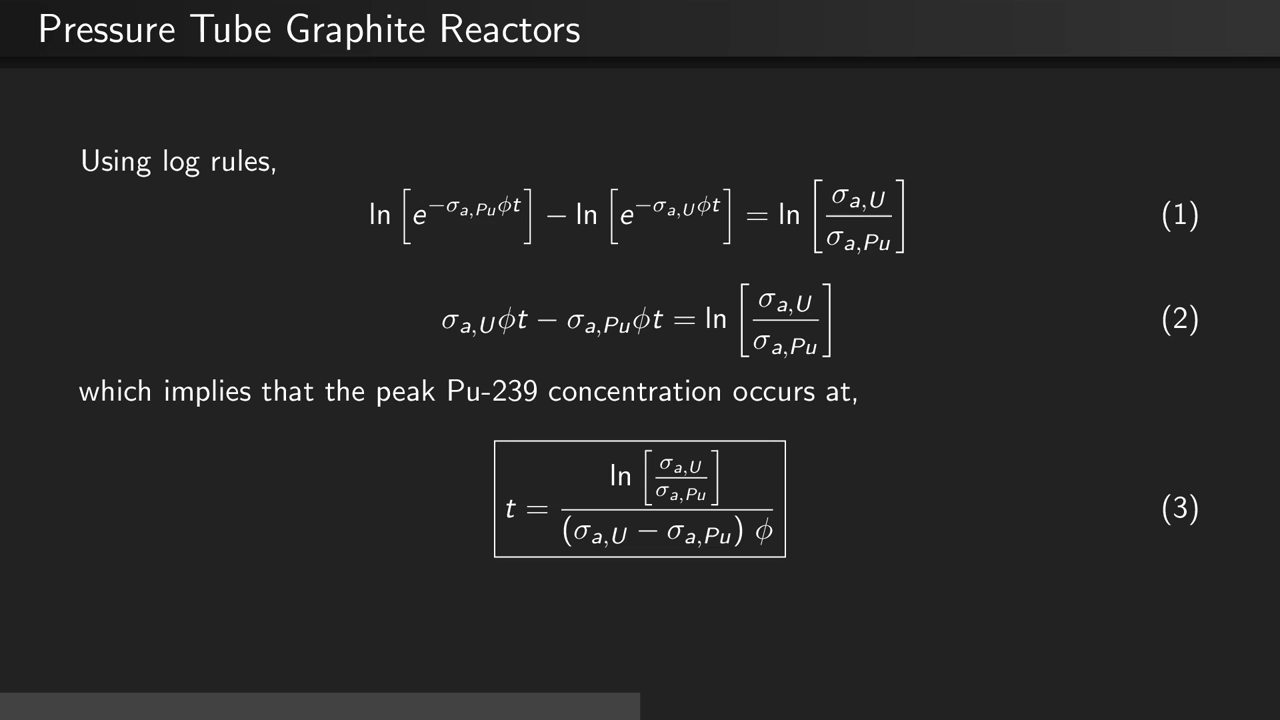 Pressure Tube Graphite Reactors
Using log rules,
ln [e^{−σ_{a,Pu}ϕt}] − ln [e^{−σ_{a,U}ϕt}] = ln [σ_{a,U}/σ_{a,Pu}] (1)
σ_{a,U}ϕt − σ_{a,Pu}ϕt = ln [σ_{a,U}/σ_{a,Pu}] (2)
which implies that the peak Pu-239 concentration occurs at,
t = ln [σ_{a,U}/σ_{a,Pu}] / (σ_{a,U} − σ_{a,Pu}) ϕ (3)